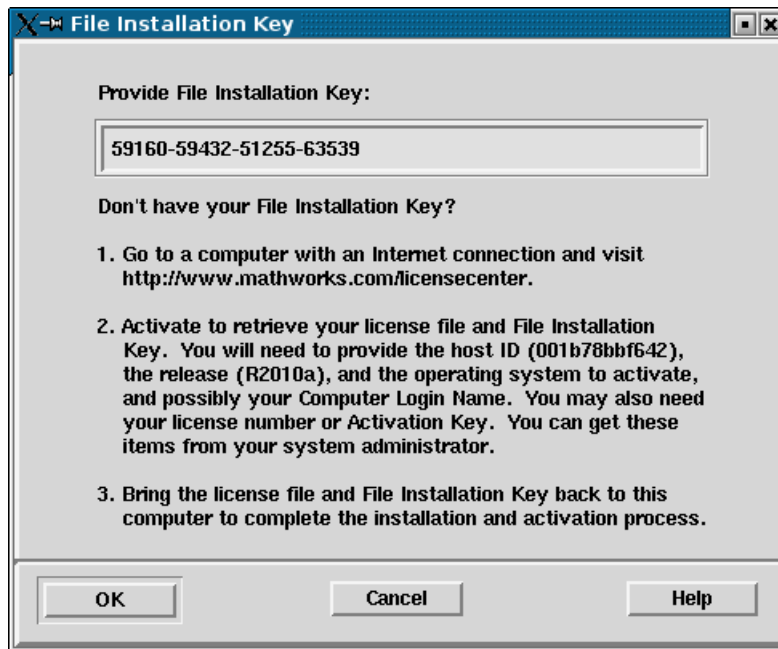 File Installation Key
Provide File Installation Key:
59160-59432-51255-63539
Don't have your File Installation Key?
1. Go to a computer with an Internet connection and visit
http://www.mathworks.com/licensecenter.
2. Activate to retrieve your license file and File Installation
Key.  You will need to provide the host ID (001b78bbf642),
the release (R2010a), and the operating system to activate,
and possibly your Computer Login Name.  You may also need
your license number or Activation Key.  You can get these
items from your system administrator.
3. Bring the license file and File Installation Key back to this
computer to complete the installation and activation process.
OK
Cancel
Help